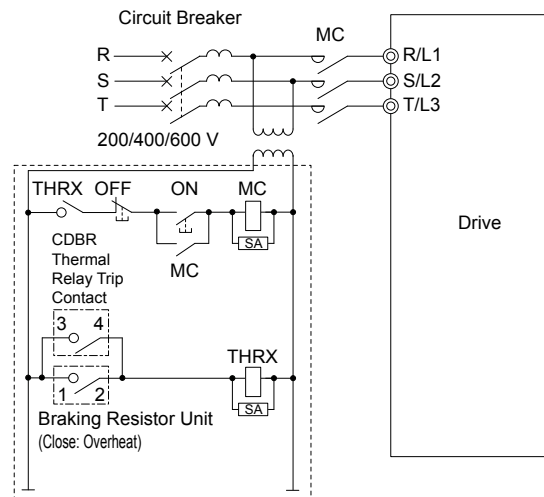 Circuit Breaker
MC
R
R/L1
S
S/L2
T
T/L3
200/400/600 V
THRX OFF ON MC
SA
Drive
CDBR
Thermal
Relay Trip
Contact
MC
3 4
THRX
1 2
SA
Braking Resistor Unit
(Close: Overheat)